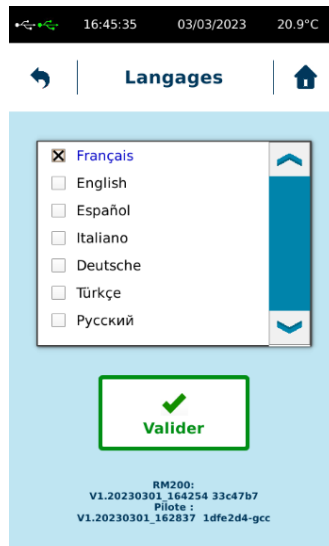 16:45:35 03/03/2023 20.9°C
Langages
Français
English
Español
Italiano
Deutsche
Türkçe
Русский
Valider
RM200:
V1.20230301_164254 33c47b7
Pilote :
V1.20230301_162837 1dfe2d4-gcc